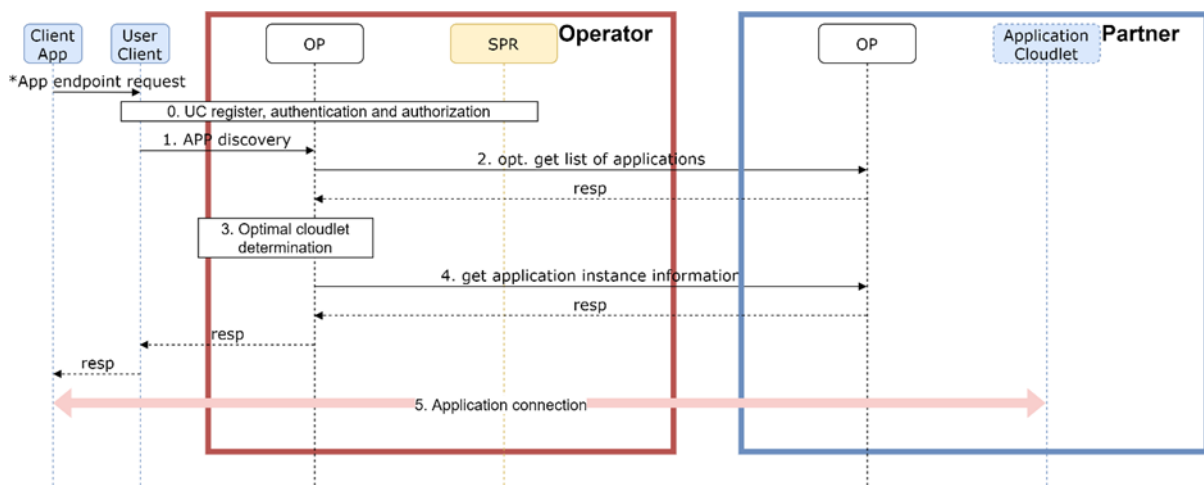 Client
App
User
Client
OP
SPR
Operator
OP
Application
Cloudlet
Partner
*App endpoint request
0. UC register, authentication and authorization
1. APP discovery
2. opt. get list of applications
resp
3. Optimal cloudlet
determination
4. get application instance information
resp
resp
resp
5. Application connection